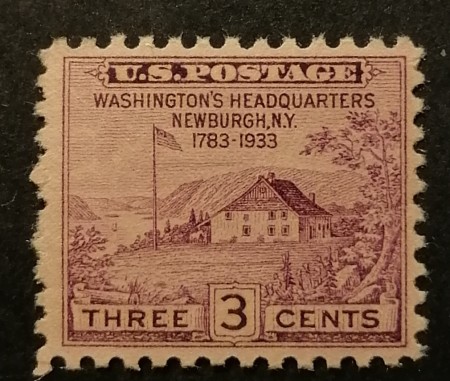 U.S.POSTAGE
WASHINGTON'S HEADQUARTERS
NEWBURGH,N.Y.
1783-1933
THREE 3 CENTS